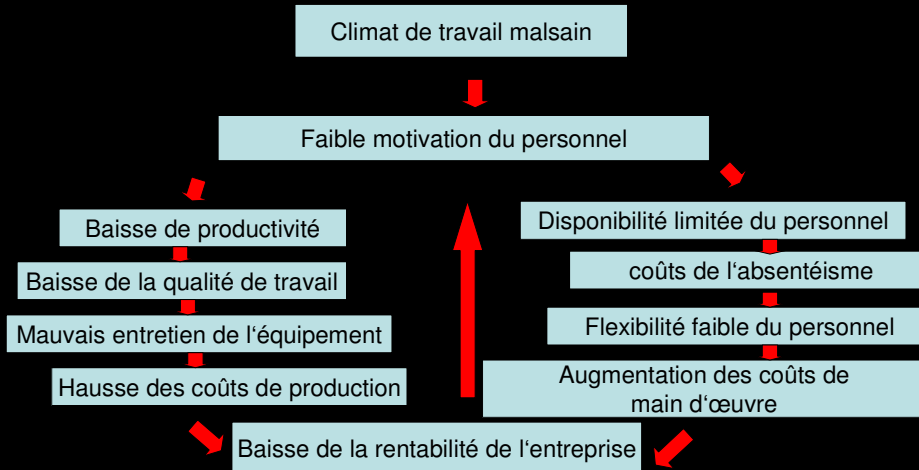 Climat de travail malsain
Faible motivation du personnel
Baisse de productivité
Baisse de la qualité de travail
Mauvais entretien de l‘équipement
Hausse des coûts de production
Disponibilité limitée du personnel
coûts de l‘absentéisme
Flexibilité faible du personnel
Augmentation des coûts de
main d‘œuvre
Baisse de la rentabilité de l‘entreprise